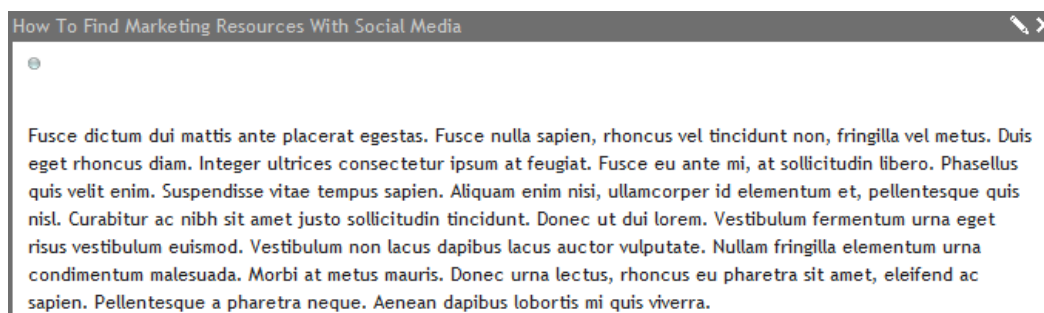 How To Find Marketing Resources With Social Media
Fusce dictum dui mattis ante placerat egestas. Fusce nulla sapien, rhoncus vel tincidunt non, fringilla vel metus. Duis
eget rhoncus diam. Integer ultrices consectetur ipsum at feugiat. Fusce eu ante mi, at sollicitudin libero. Phasellus
quis velit enim. Suspendisse vitae tempus sapien. Aliquam enim nisi, ullamcorper id elementum et, pellentesque quis
nisl. Curabitur ac nibh sit amet justo sollicitudin tincidunt. Donec ut dui lorem. Vestibulum fermentum urna eget
risus vestibulum euismod. Vestibulum non lacus dapibus lacus auctor vulputate. Nullam fringilla elementum urna
condimentum malesuada. Morbi at metus mauris. Donec urna lectus, rhoncus eu pharetra sit amet, eleifend ac
sapien. Pellentesque a pharetra neque. Aenean dapibus lobortis mi quis viverra.